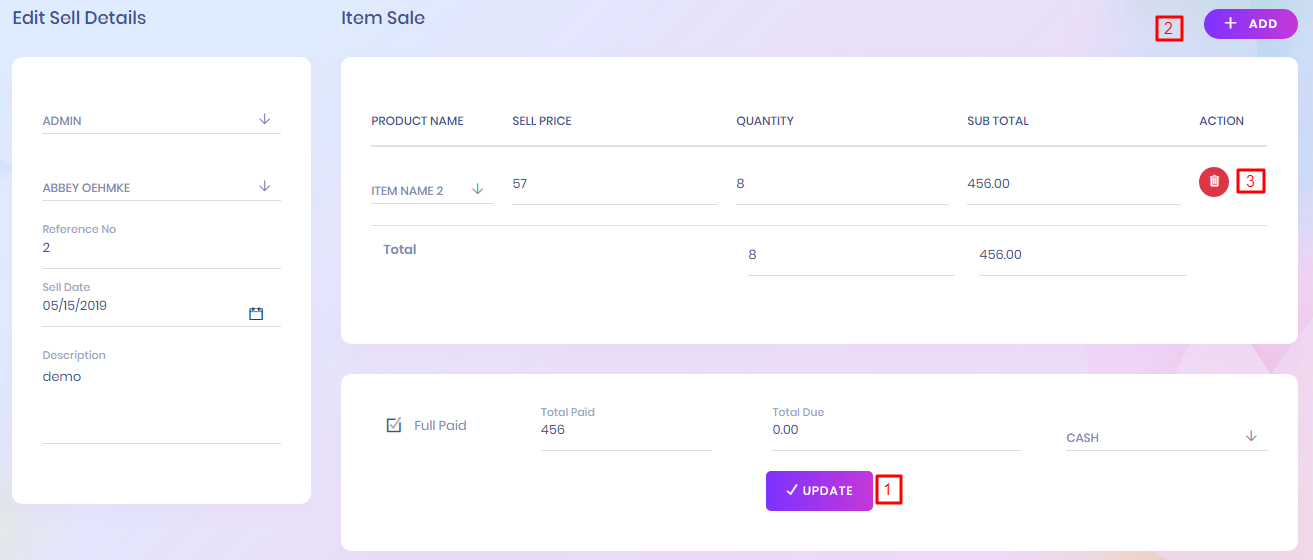 Edit Sell Details
Item Sale
2
+ ADD
ADMIN
ABBEY OEHMKE
Reference No
2
Sell Date
05/15/2019
Description
demo
PRODUCT NAME SELL PRICE QUANTITY SUB TOTAL ACTION
ITEM NAME 2 57 8 456.00 3
Total 8 456.00
Full Paid
Total Paid
456
Total Due
0.00
CASH
UPDATE 1